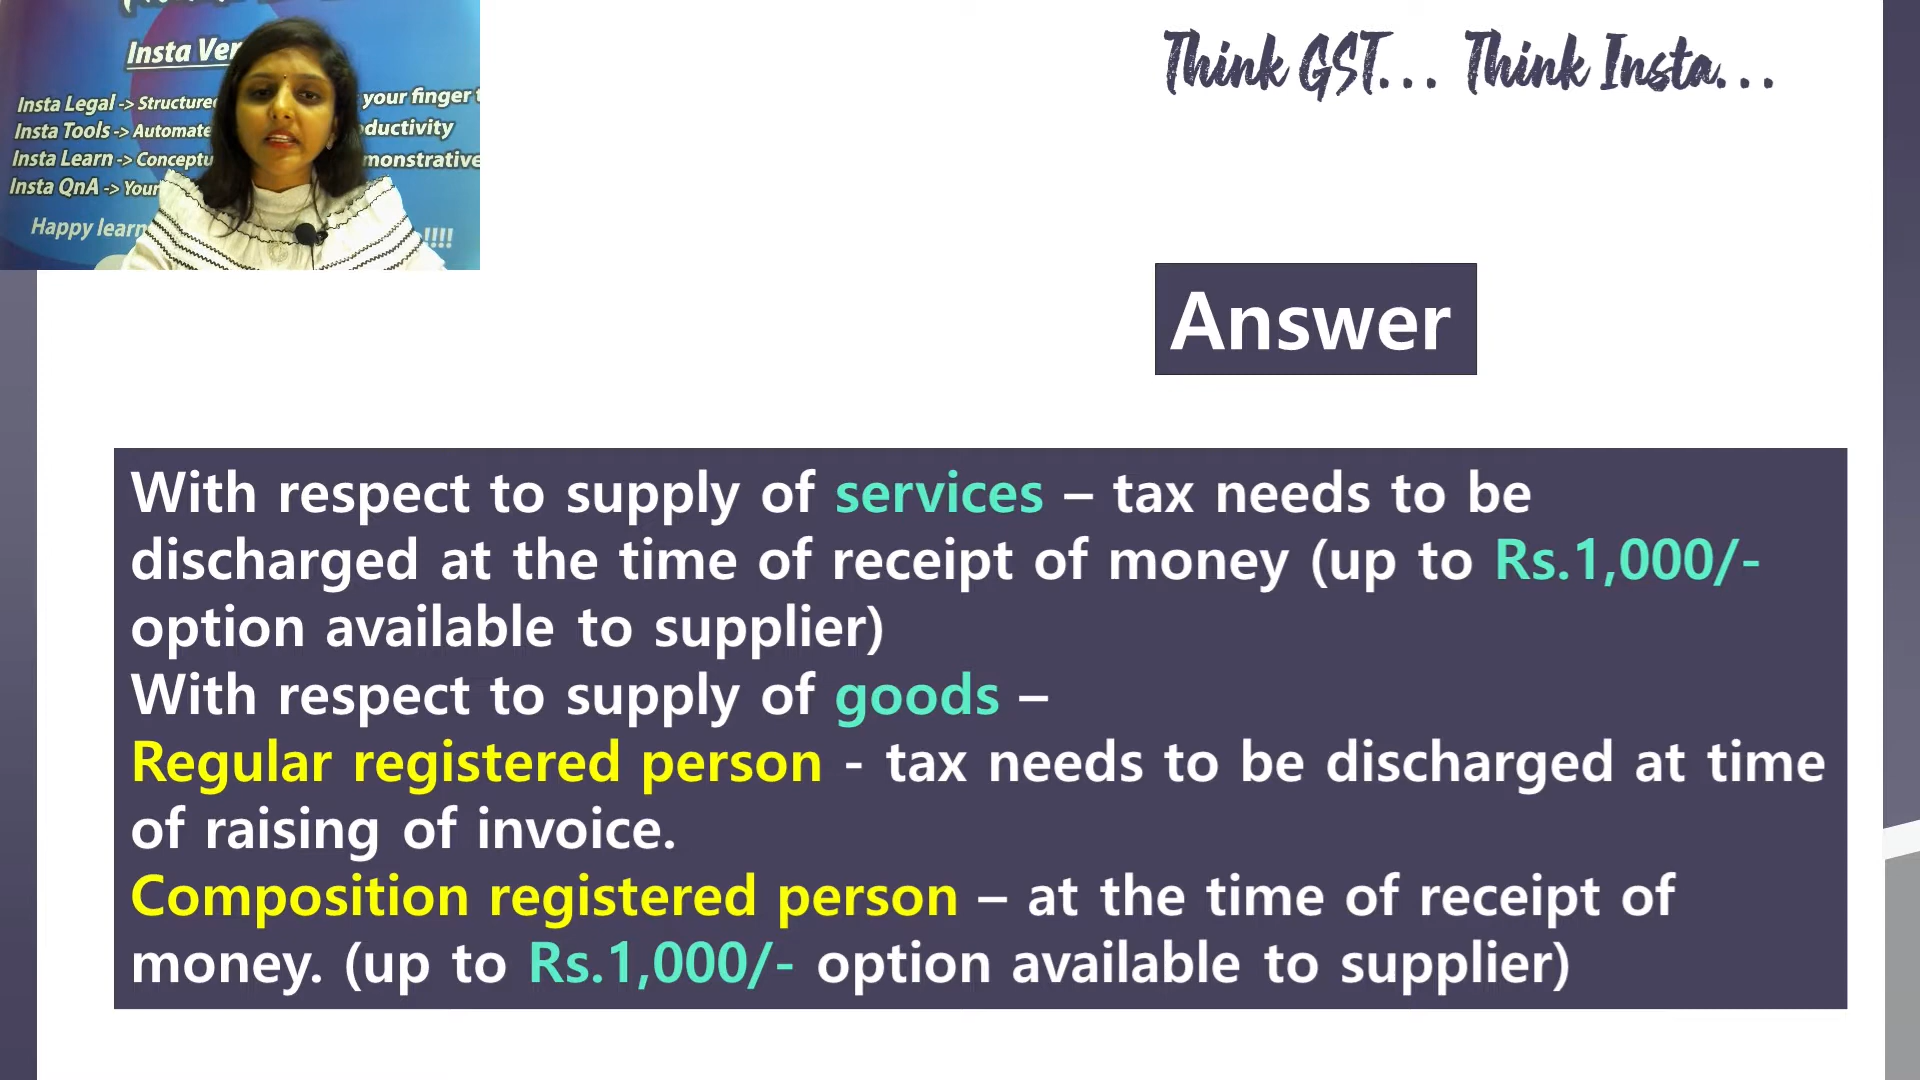 Insta Ver
Insta Legal -> Structured your finger
Insta Tools -> Automate ductivity
Insta Learn -> Conceptu monstrative
Insta QnA -> Your
Happy learn !!!!
Think GST... Think Insta...
Answer
With respect to supply of services – tax needs to be
discharged at the time of receipt of money (up to Rs.1,000/-
option available to supplier)
With respect to supply of goods –
Regular registered person - tax needs to be discharged at time
of raising of invoice.
Composition registered person – at the time of receipt of
money. (up to Rs.1,000/- option available to supplier)